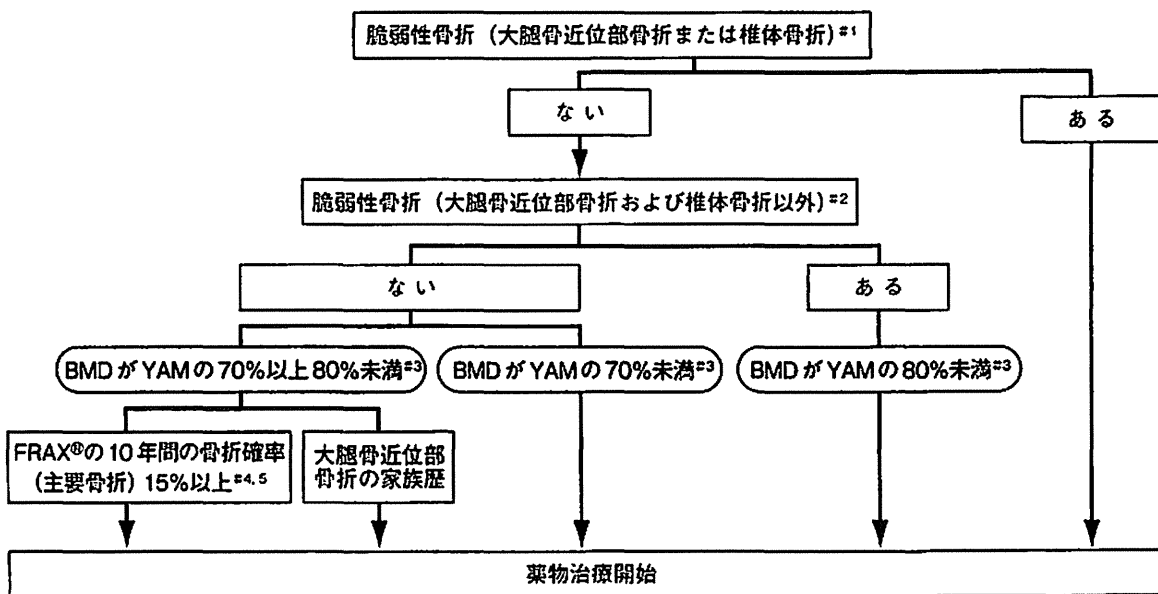 脆弱性骨折（大腿骨近位部骨折または椎体骨折）#1
ない
ある
脆弱性骨折（大腿骨近位部骨折および椎体骨折以外）#2
ない
ある
BMDがYAMの70%以上80%未満#3
BMDがYAMの70%未満#3
BMDがYAMの80%未満#3
FRAX®の10年間の骨折確率
（主要骨折）15%以上#4, 5
大腿骨近位部
骨折の家族歴
薬物治療開始